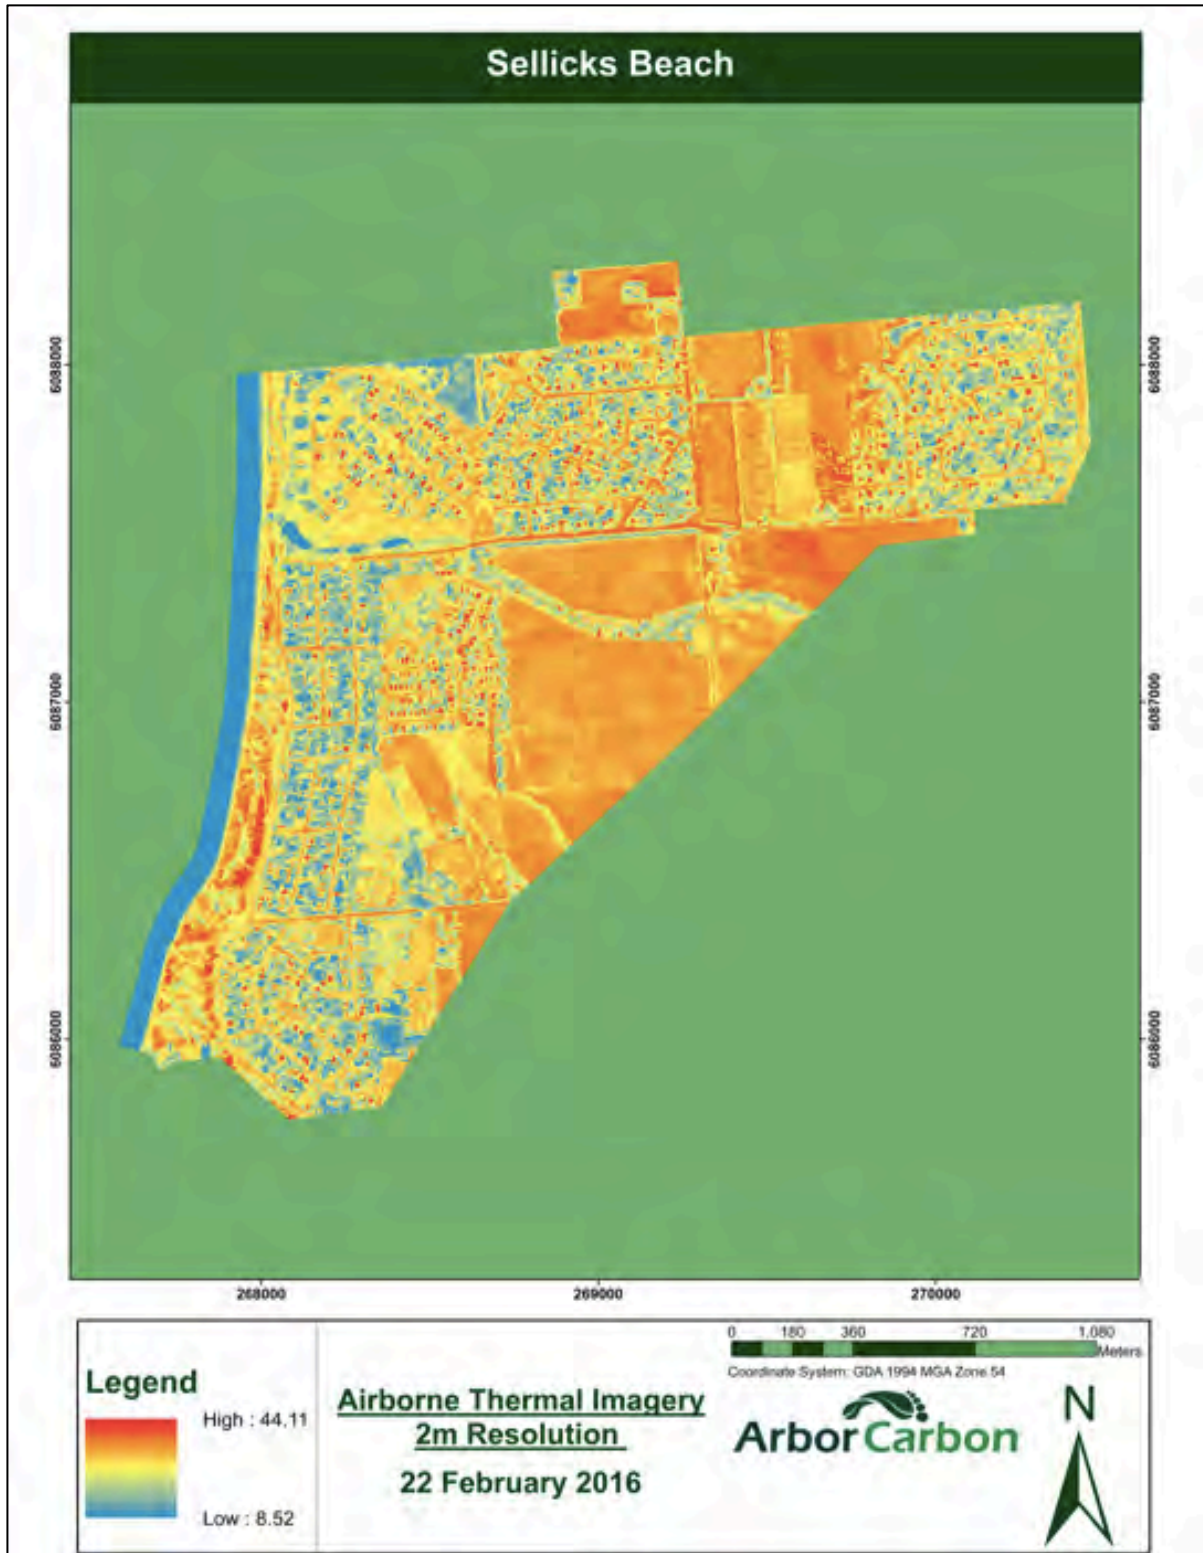 Sellicks Beach
6088000
6088000
6087000
6087000
6086000
6086000
268000 269000 270000
Legend
High : 44.11
Low : 8.52
Airborne Thermal Imagery
2m Resolution
22 February 2016
0 180 360 720 1,080
Meters
Coordinate System: GDA 1994 MGA Zone 54
ArborCarbon
N